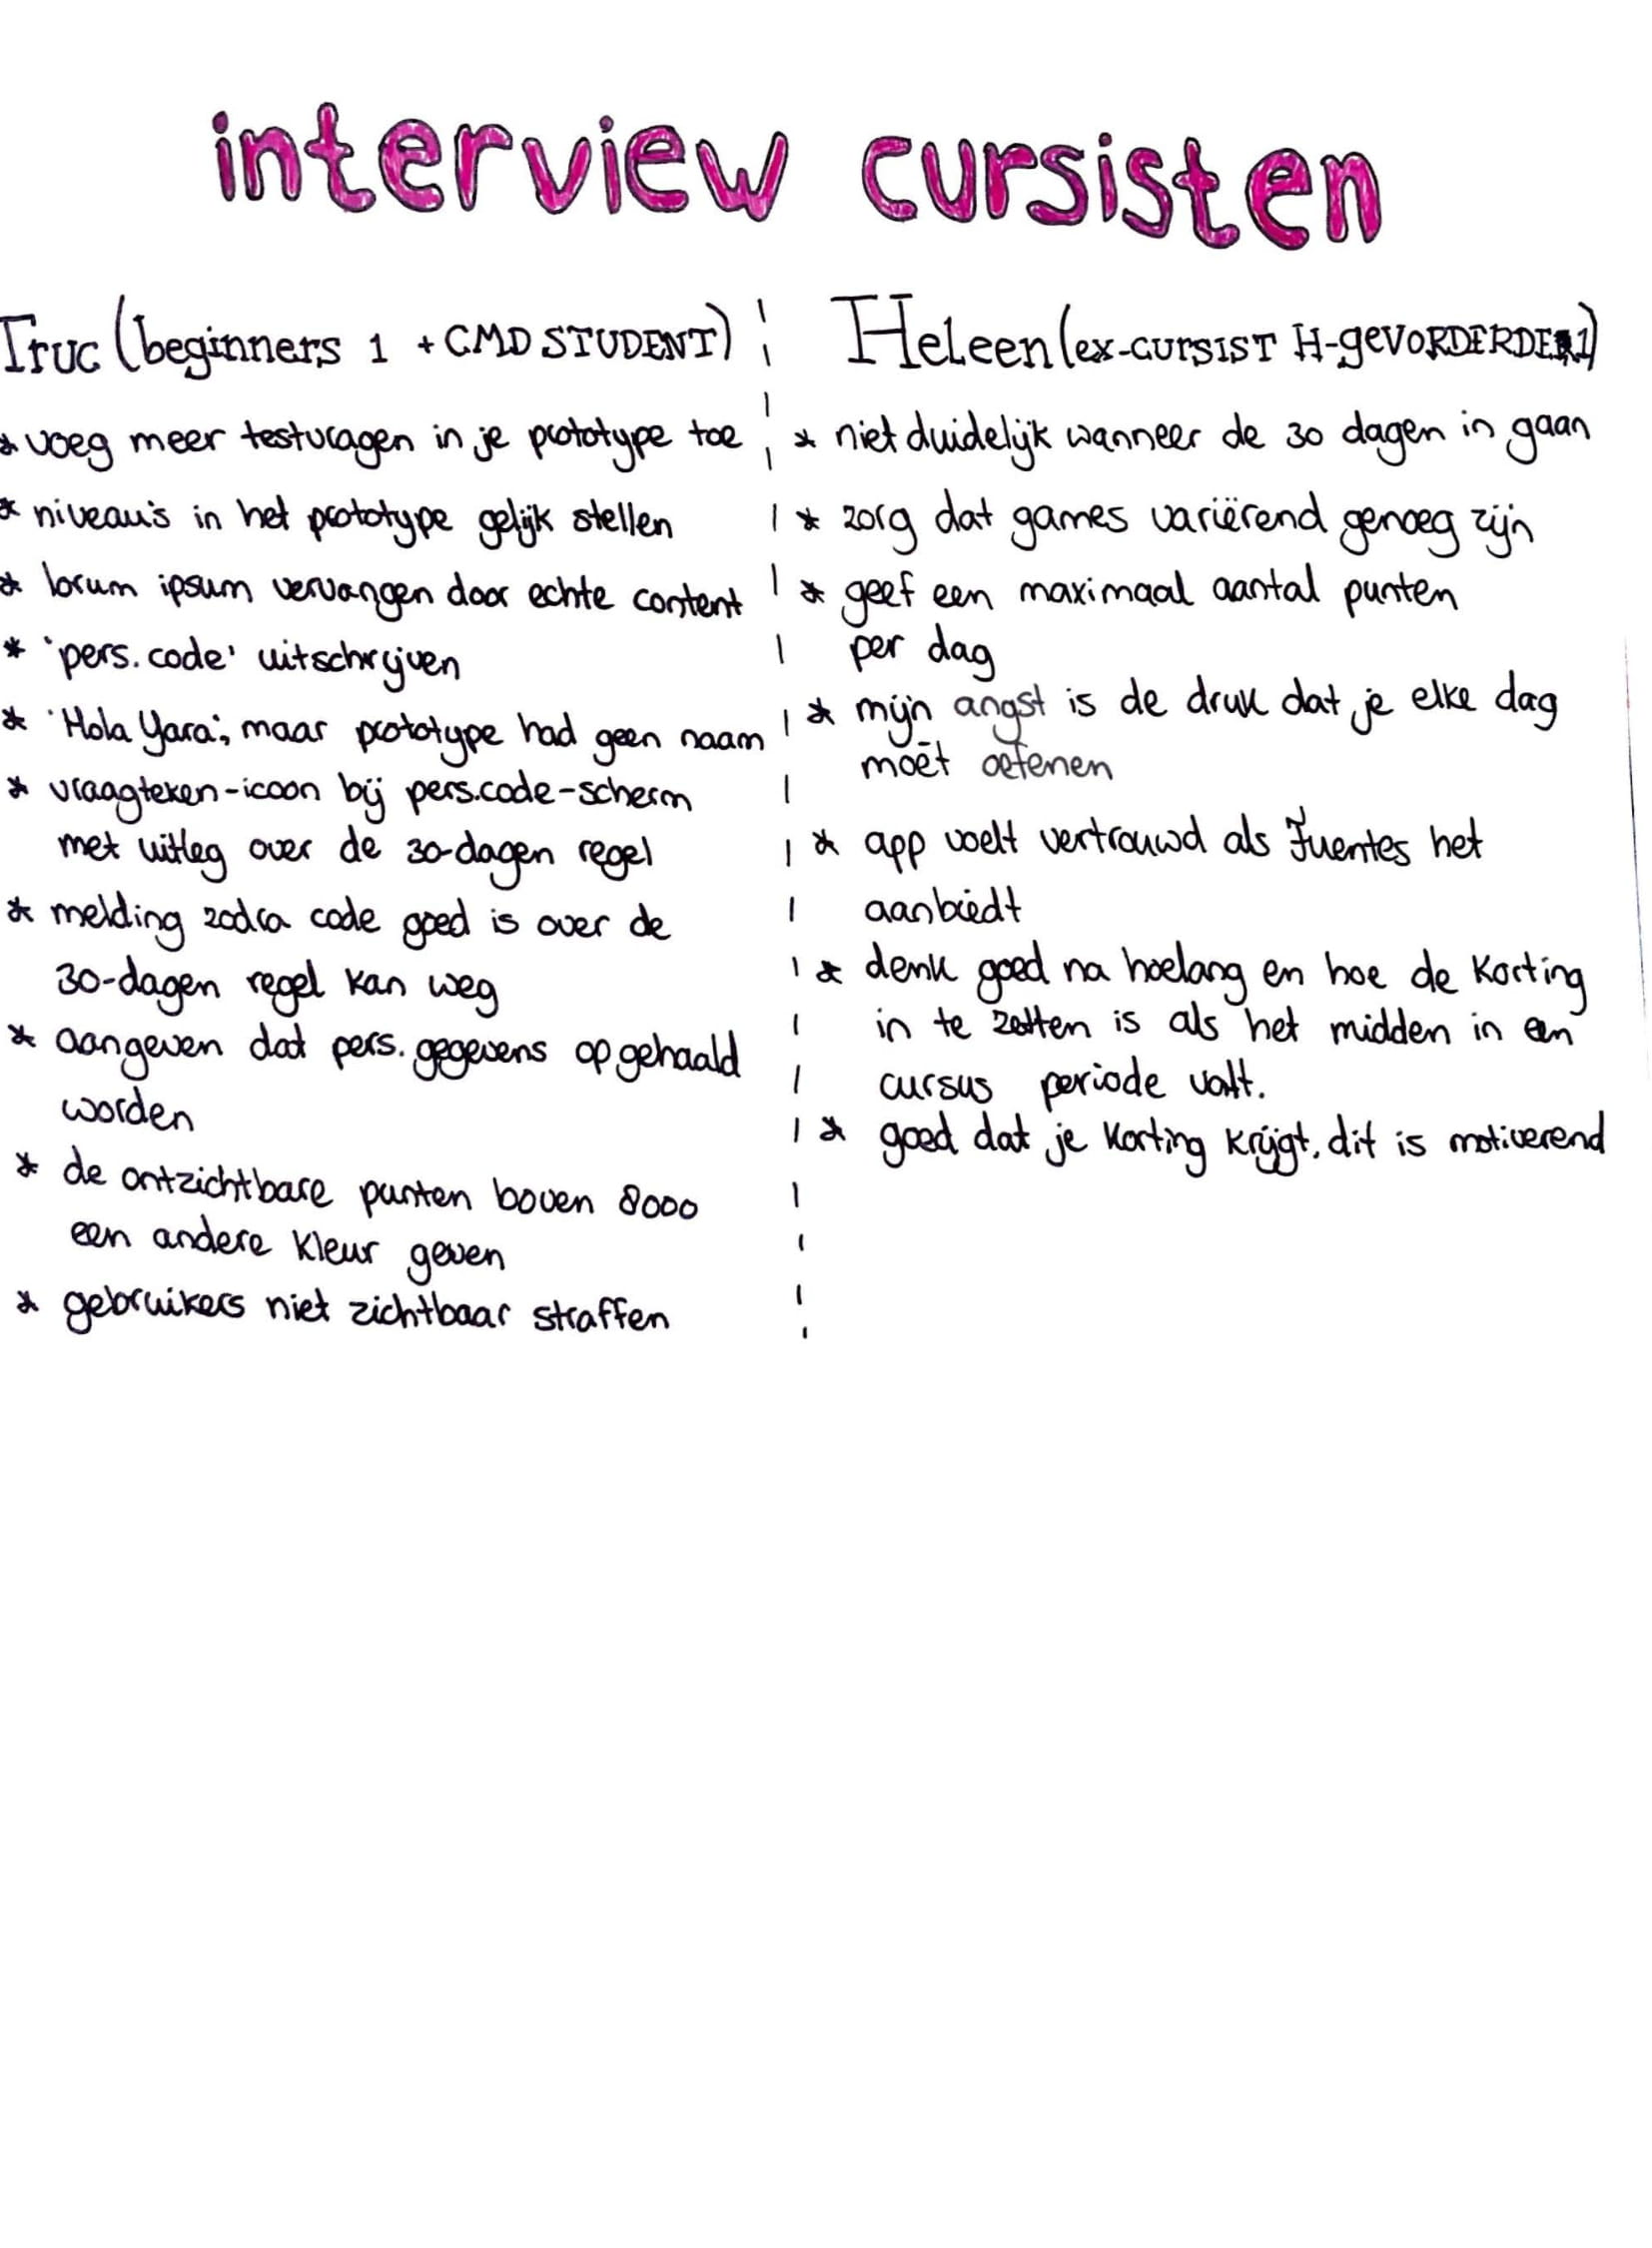 interview cursisten
Truc (beginners 1 + CMD STUDENT)
* voeg meer testvragen in je prototype toe
* niveau's in het prototype gelijk stellen
* lorum ipsum vervangen door echte content
* 'pers. code' uitschrijven
* 'Hola Yara', maar prototype had geen naam
* vraagteken-icoon bij pers.code-scherm
met uitleg over de 30-dagen regel
* melding zodra code goed is over de
30-dagen regel kan weg
* aangeven dat pers. gegevens opgehaald
worden
* de ontzichtbare punten boven 8000
een andere kleur geven
* gebruikers niet zichtbaar straffen
Heleen (ex-cursist H-gevorderde 1)
* niet duidelijk wanneer de 30 dagen in gaan
* zorg dat games variërend genoeg zijn
* geef een maximaal aantal punten
per dag
* mijn angst is de druk dat je elke dag
moet oefenen
* app voelt vertrouwd als Fuentes het
aanbiedt
* denk goed na hoelang en hoe de korting
in te zetten is als het midden in een
cursus periode valt.
* goed dat je korting krijgt, dit is motiverend